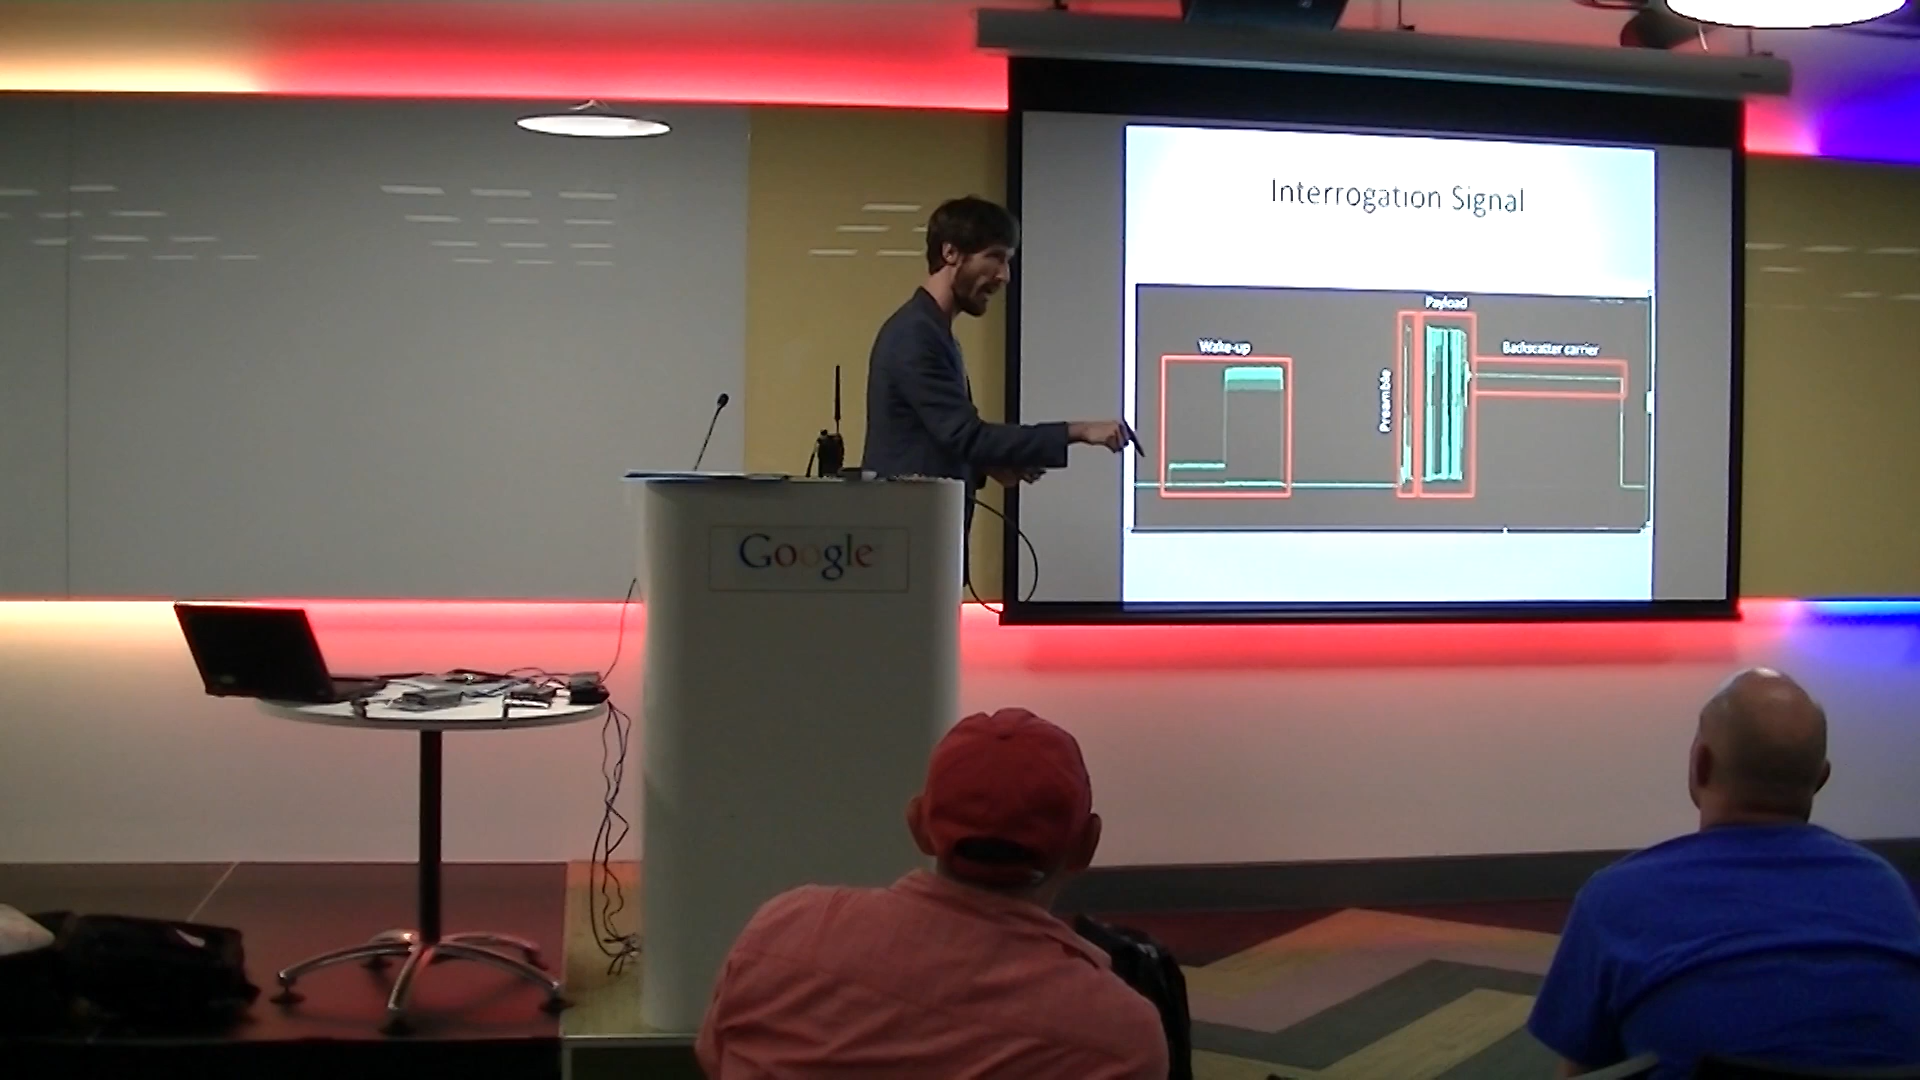 Interrogation Signal
Payload
Wake-up
Backscatter carrier
Preamble
Google